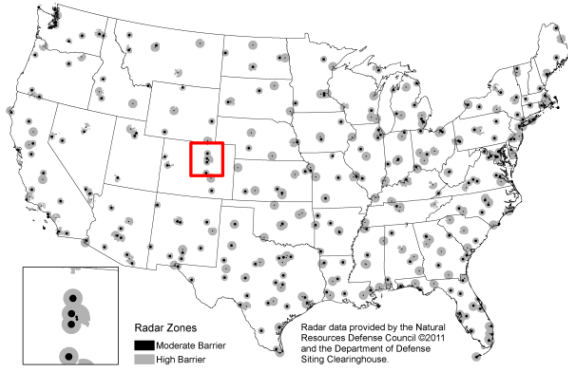 Radar Zones
Moderate Barrier
High Barrier
Radar data provided by the Natural
Resources Defense Council ©2011
and the Department of Defense
Siting Clearinghouse.